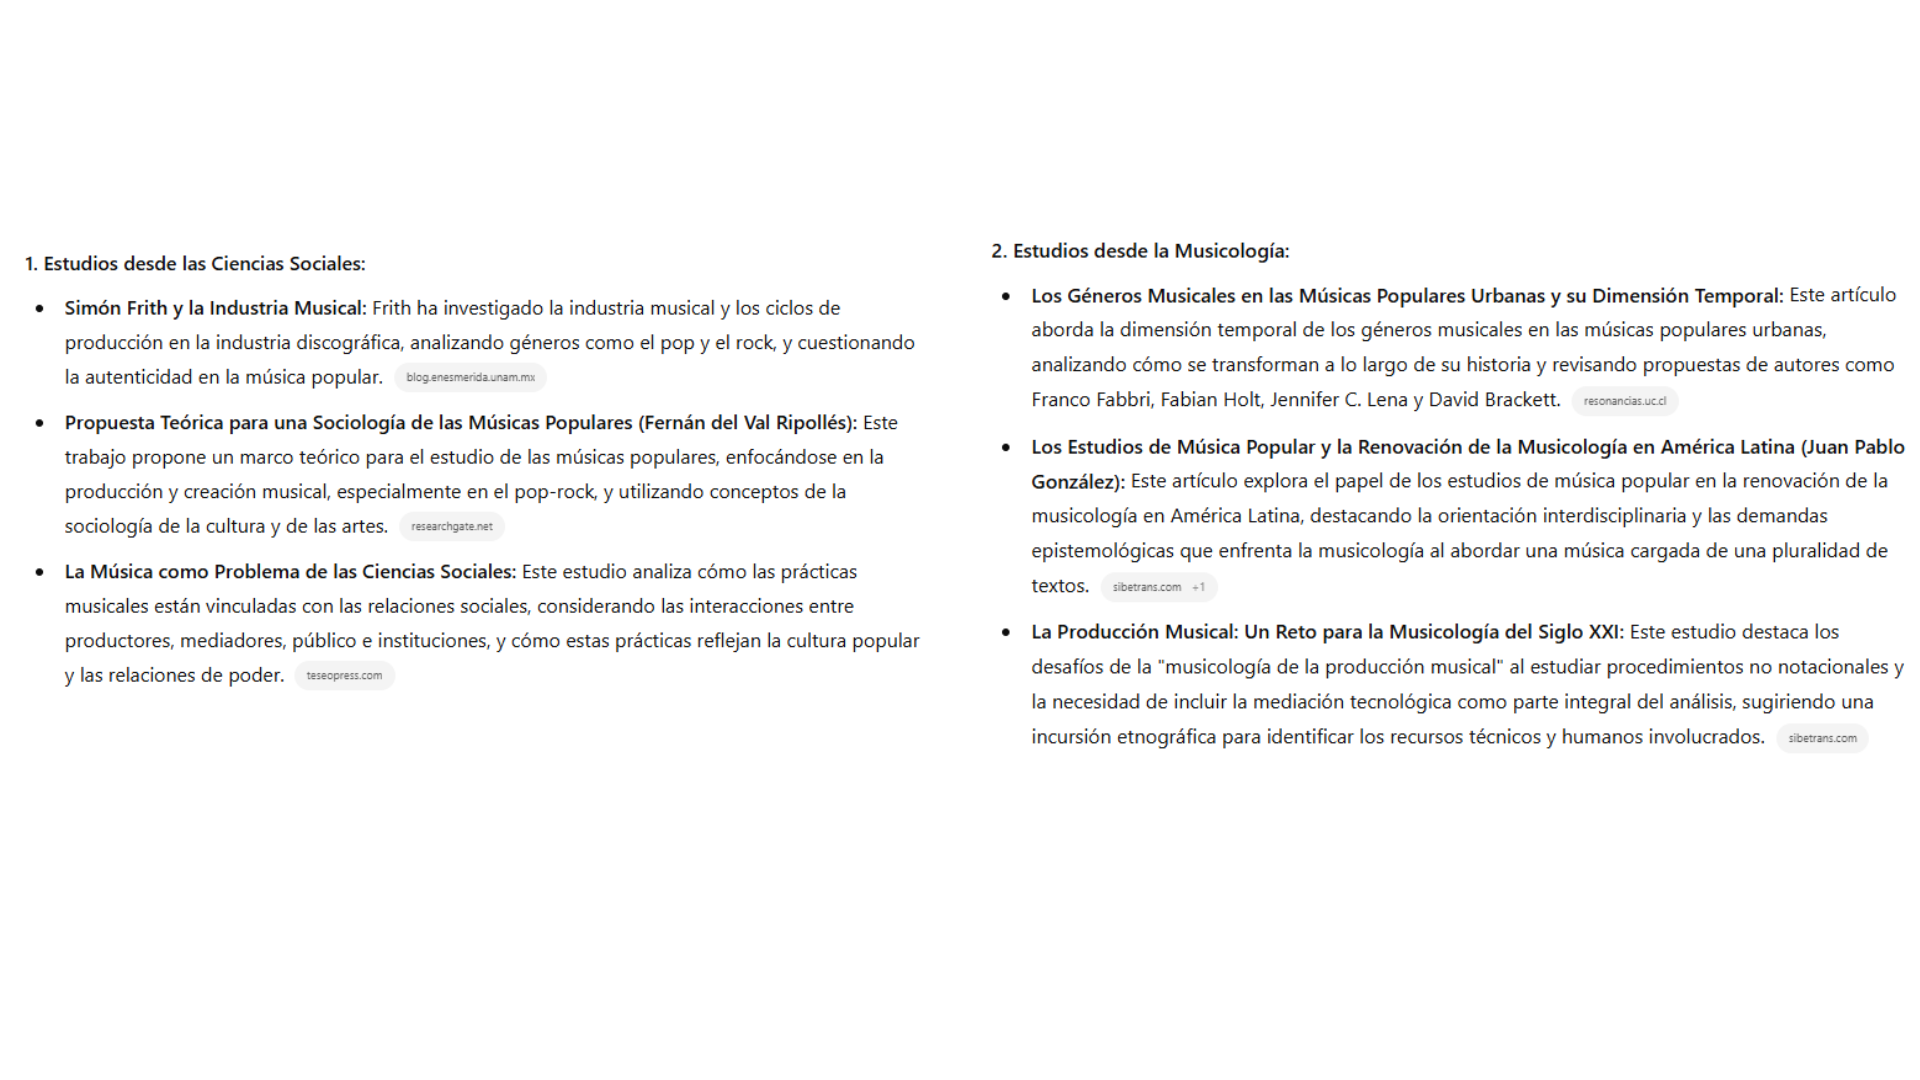 1. Estudios desde las Ciencias Sociales:
• Simón Frith y la Industria Musical: Frith ha investigado la industria musical y los ciclos de
producción en la industria discográfica, analizando géneros como el pop y el rock, y cuestionando
la autenticidad en la música popular. blog.enesmerida.unam.mx
• Propuesta Teórica para una Sociología de las Músicas Populares (Fernán del Val Ripollés): Este
trabajo propone un marco teórico para el estudio de las músicas populares, enfocándose en la
producción y creación musical, especialmente en el pop-rock, y utilizando conceptos de la
sociología de la cultura y de las artes. researchgate.net
• La Música como Problema de las Ciencias Sociales: Este estudio analiza cómo las prácticas
musicales están vinculadas con las relaciones sociales, considerando las interacciones entre
productores, mediadores, público e instituciones, y cómo estas prácticas reflejan la cultura popular
y las relaciones de poder. teseopress.com
2. Estudios desde la Musicología:
• Los Géneros Musicales en las Músicas Populares Urbanas y su Dimensión Temporal: Este artículo
aborda la dimensión temporal de los géneros musicales en las músicas populares urbanas,
analizando cómo se transforman a lo largo de su historia y revisando propuestas de autores como
Franco Fabbri, Fabian Holt, Jennifer C. Lena y David Brackett. resonancias.uc.cl
• Los Estudios de Música Popular y la Renovación de la Musicología en América Latina (Juan Pablo
González): Este artículo explora el papel de los estudios de música popular en la renovación de la
musicología en América Latina, destacando la orientación interdisciplinaria y las demandas
epistemológicas que enfrenta la musicología al abordar una música cargada de una pluralidad de
textos. sibetrans.com +1
• La Producción Musical: Un Reto para la Musicología del Siglo XXI: Este estudio destaca los
desafíos de la "musicología de la producción musical" al estudiar procedimientos no notacionales y
la necesidad de incluir la mediación tecnológica como parte integral del análisis, sugiriendo una
incursión etnográfica para identificar los recursos técnicos y humanos involucrados. sibetrans.com